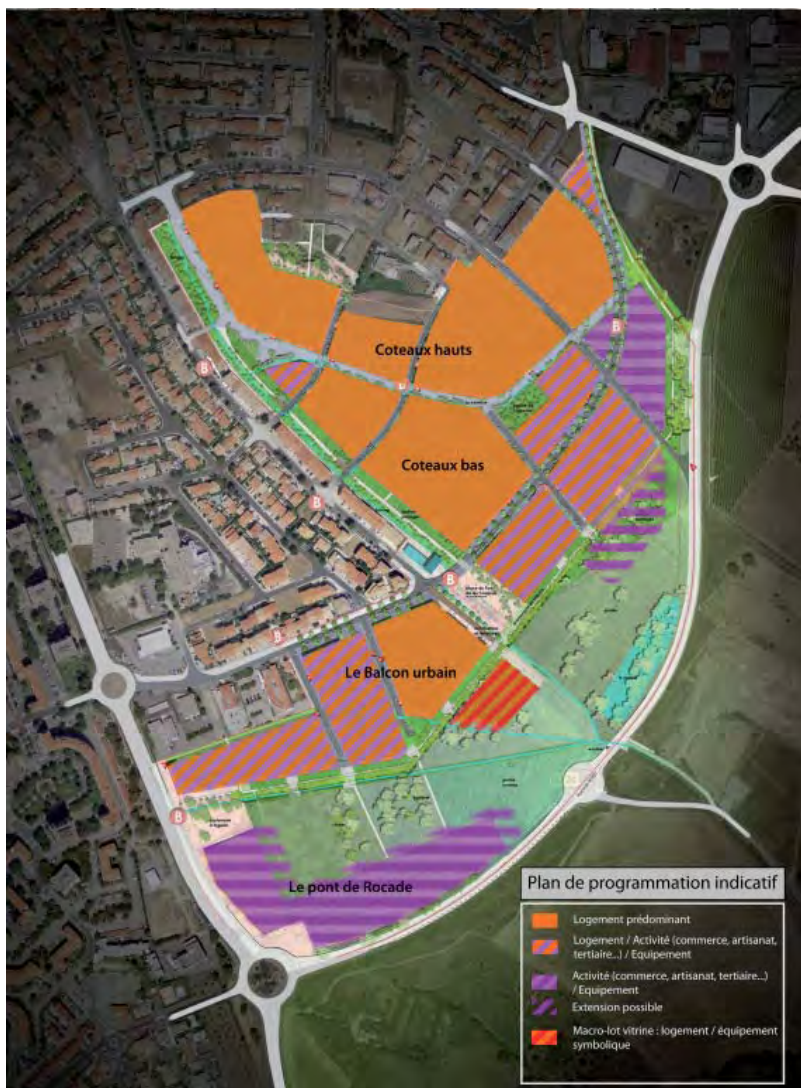 B
Coteaux hauts
B
B
Coteaux bas
B
B
B
Le Balcon urbain
B
Le pont de Rocade
Plan de programmation indicatif
Logement prédominant
Logement / Activité (commerce, artisanat,
tertiaire...) / Equipement
Activité (commerce, artisanat, tertiaire...)
/ Equipement
Extension possible
Macro-lot vitrine : logement / équipement
symbolique